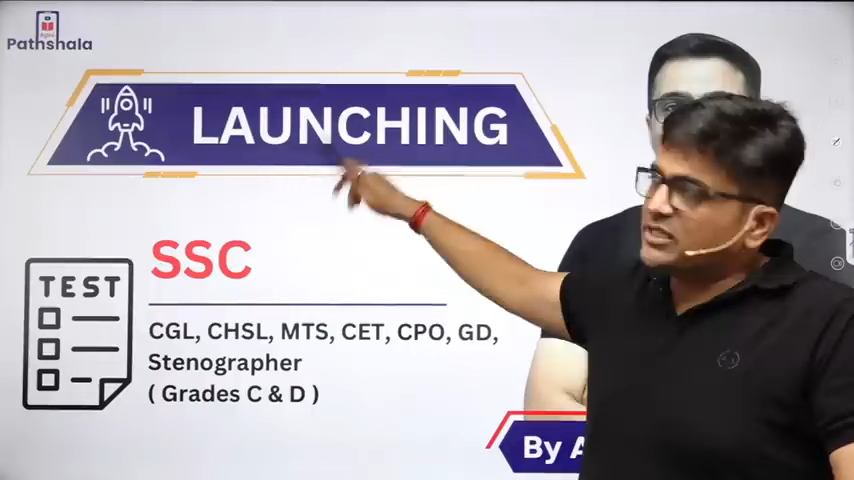 Pathshala
LAUNCHING
TEST
SSC
CGL, CHSL, MTS, CET, CPO, GD,
Stenographer
( Grades C & D )
By